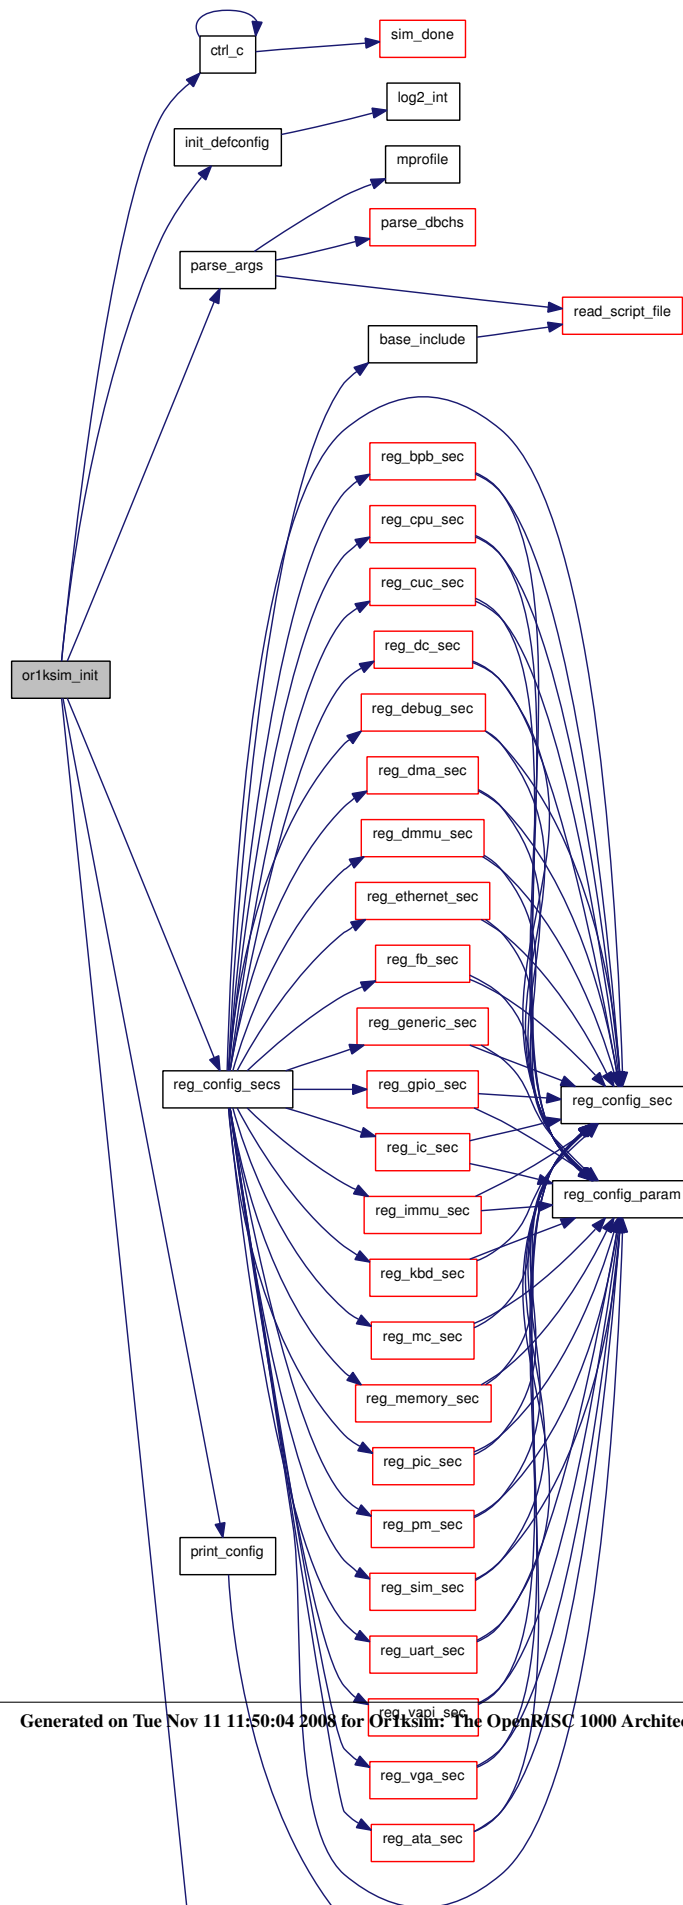 ctrl_c
sim_done
log2_int
init_defconfig
mprofile
parse_dbchs
parse_args
read_script_file
base_include
reg_bpb_sec
reg_cpu_sec
reg_cuc_sec
reg_dc_sec
or1ksim_init
reg_debug_sec
reg_dma_sec
reg_dmmu_sec
reg_ethernet_sec
reg_fb_sec
reg_generic_sec
reg_config_secs
reg_gpio_sec
reg_config_sec
reg_ic_sec
reg_config_param
reg_immu_sec
reg_kbd_sec
reg_mc_sec
reg_memory_sec
reg_pic_sec
reg_pm_sec
print_config
reg_sim_sec
reg_uart_sec
reg_vapi_sec
Generated on Tue Nov 11 11:50:04 2008 for Or1ksim: The OpenRISC 1000 Architec
reg_vga_sec
reg_ata_sec